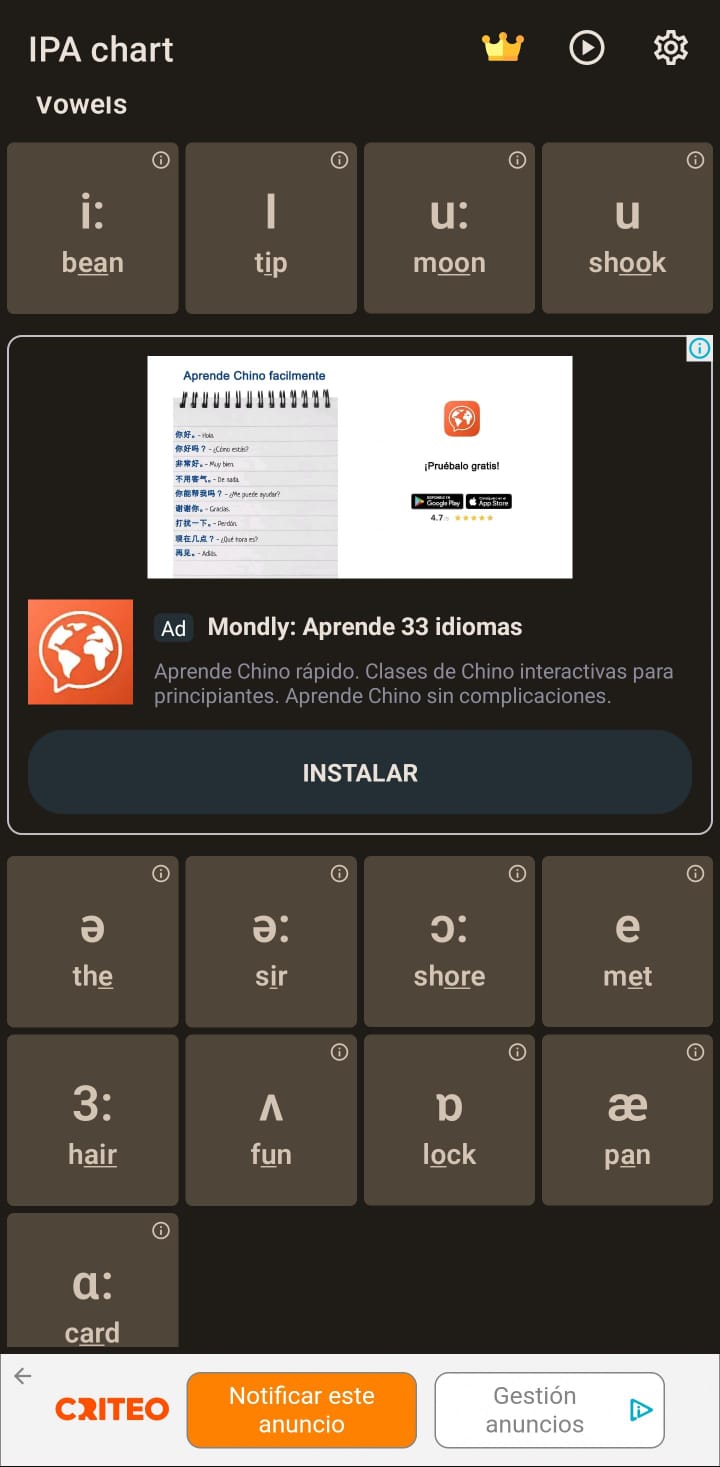 IPA chart
Vowels
i:
bean
I
tip
u:
moon
u
shook
Aprende Chino facilmente
你好。 - Hola.
你好吗？ - ¿Cómo estás?
非常好。 - Muy bien.
不用客气。 - De nada.
你能帮我吗？ - ¿Me puede ayudar?
谢谢你。 - Gracias.
打扰一下。 - Perdón.
现在几点？ - ¿Qué hora es?
再见。 - Adiós.
¡Pruébalo gratis!
Google Play
App Store
4.7
Ad
Mondly: Aprende 33 idiomas
Aprende Chino rápido. Clases de Chino interactivas para
principiantes. Aprende Chino sin complicaciones.
INSTALAR
ə
the
ə:
sir
ɔ:
shore
e
met
3:
hair
ʌ
fun
ɒ
lock
æ
pan
ɑ:
card
CRITEO
Notificar este
anuncio
Gestión
anuncios